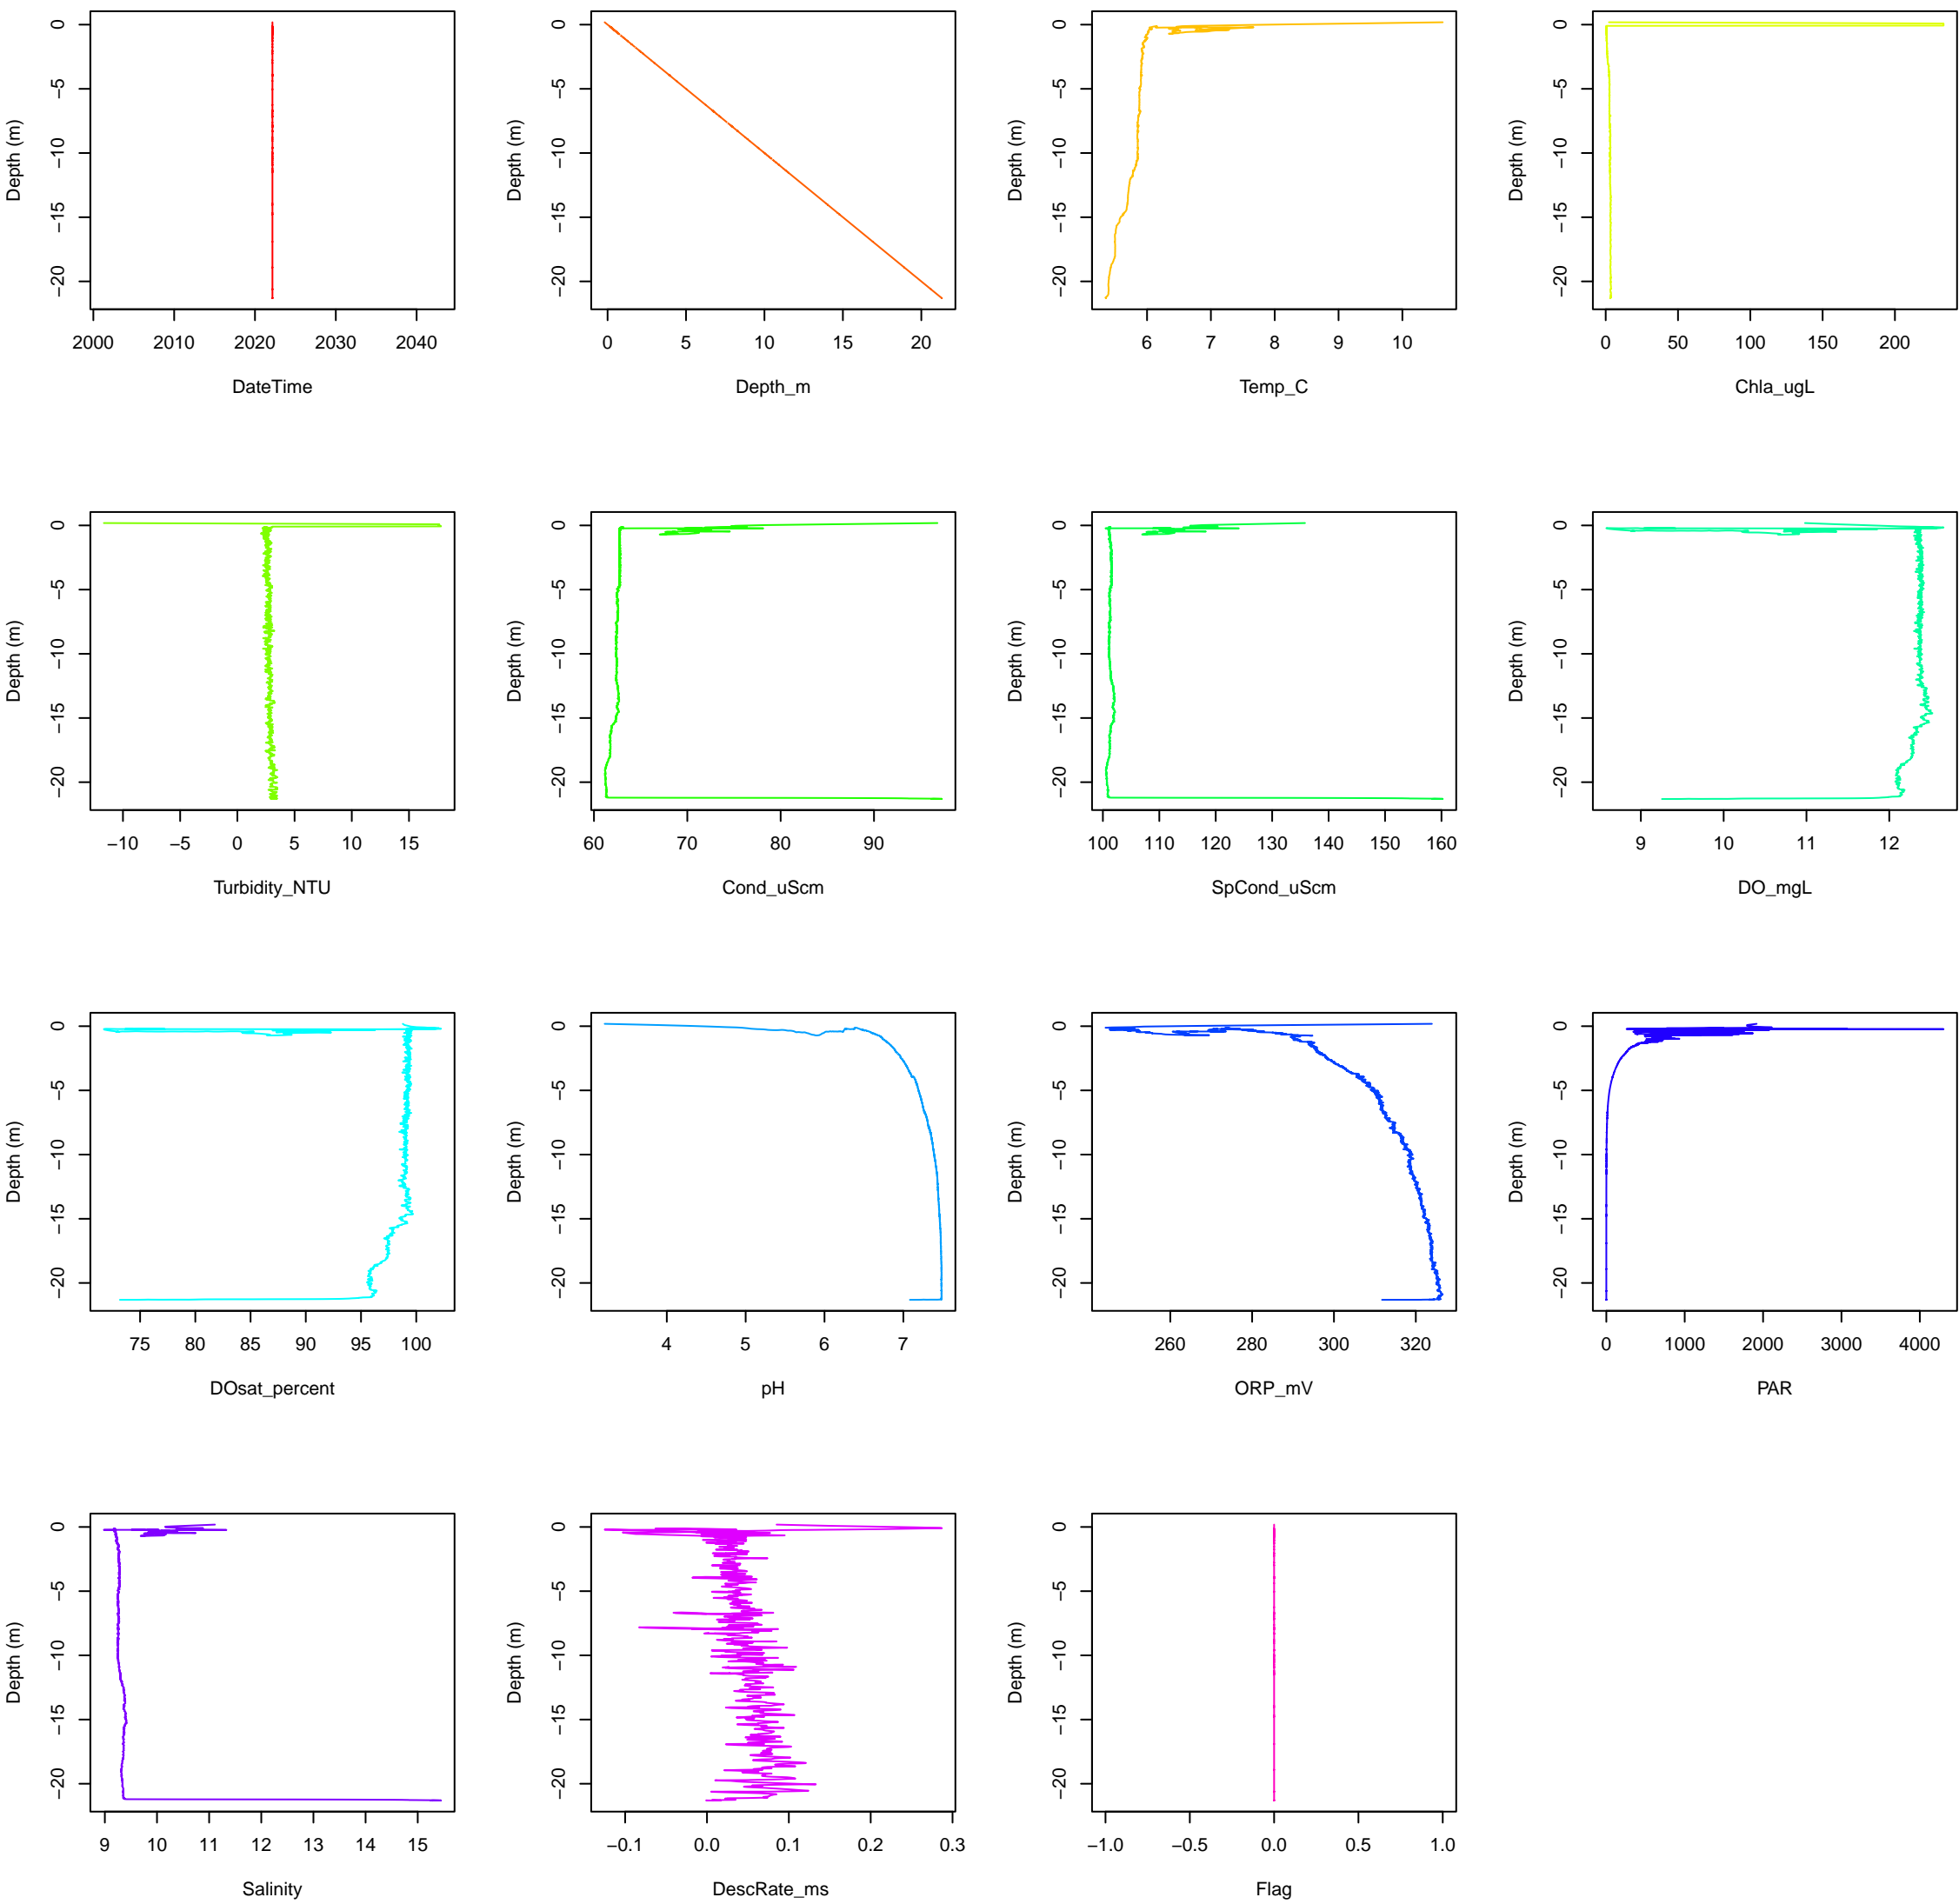 0
−5
−10
−15
−20
Depth (m)
2000 2010 2020 2030 2040
DateTime
0
−5
−10
−15
−20
Depth (m)
0 5 10 15 20
Depth_m
0
−5
−10
−15
−20
Depth (m)
6 7 8 9 10
Temp_C
0
−5
−10
−15
−20
Depth (m)
0 50 100 150 200
Chla_ugL
0
−5
−10
−15
−20
Depth (m)
−10 −5 0 5 10 15
Turbidity_NTU
0
−5
−10
−15
−20
Depth (m)
60 70 80 90
Cond_uScm
0
−5
−10
−15
−20
Depth (m)
100 110 120 130 140 150 160
SpCond_uScm
0
−5
−10
−15
−20
Depth (m)
9 10 11 12
DO_mgL
0
−5
−10
−15
−20
Depth (m)
75 80 85 90 95 100
DOsat_percent
0
−5
−10
−15
−20
Depth (m)
4 5 6 7
pH
0
−5
−10
−15
−20
Depth (m)
260 280 300 320
ORP_mV
0
−5
−10
−15
−20
Depth (m)
0 1000 2000 3000 4000
PAR
0
−5
−10
−15
−20
Depth (m)
9 10 11 12 13 14 15
Salinity
0
−5
−10
−15
−20
Depth (m)
−0.1 0.0 0.1 0.2 0.3
DescRate_ms
0
−5
−10
−15
−20
Depth (m)
−1.0 −0.5 0.0 0.5 1.0
Flag